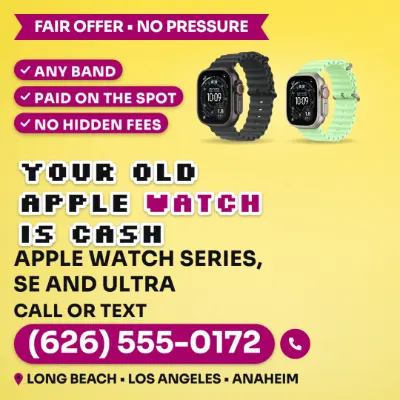 FAIR OFFER • NO PRESSURE
ANY BAND
PAID ON THE SPOT
NO HIDDEN FEES
YOUR OLD
APPLE WATCH
IS CASH
APPLE WATCH SERIES,
SE AND ULTRA
CALL OR TEXT
(626) 555-0172
LONG BEACH • LOS ANGELES • ANAHEIM